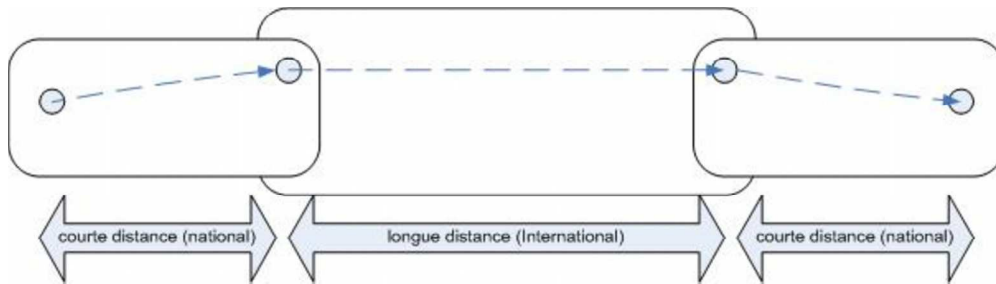 courte distance (national)
longue distance (International)
courte distance (national)